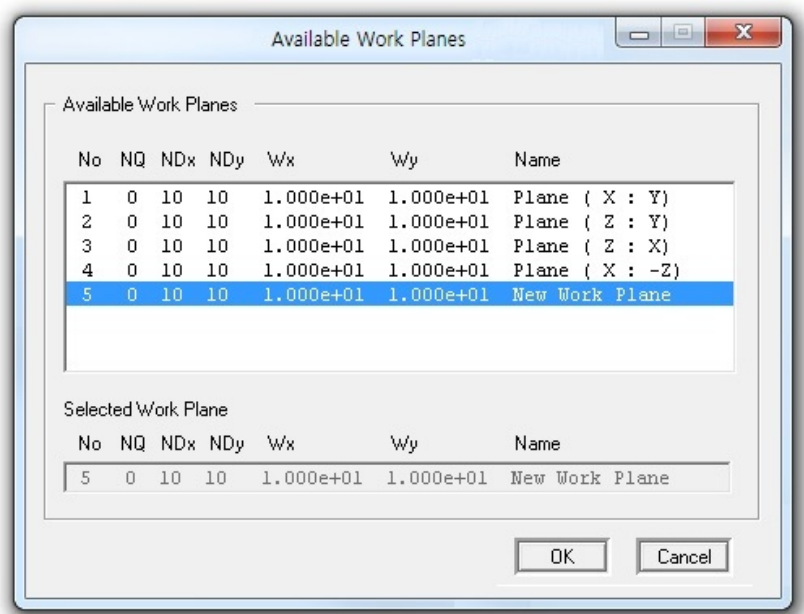 Available Work Planes
Available Work Planes
No NQ NDx NDy Wx Wy Name
1 0 10 10 1.000e+01 1.000e+01 Plane ( X : Y)
2 0 10 10 1.000e+01 1.000e+01 Plane ( Z : Y)
3 0 10 10 1.000e+01 1.000e+01 Plane ( Z : X)
4 0 10 10 1.000e+01 1.000e+01 Plane ( X : -Z)
5 0 10 10 1.000e+01 1.000e+01 New Work Plane
Selected Work Plane
No NQ NDx NDy Wx Wy Name
5 0 10 10 1.000e+01 1.000e+01 New Work Plane
OK Cancel